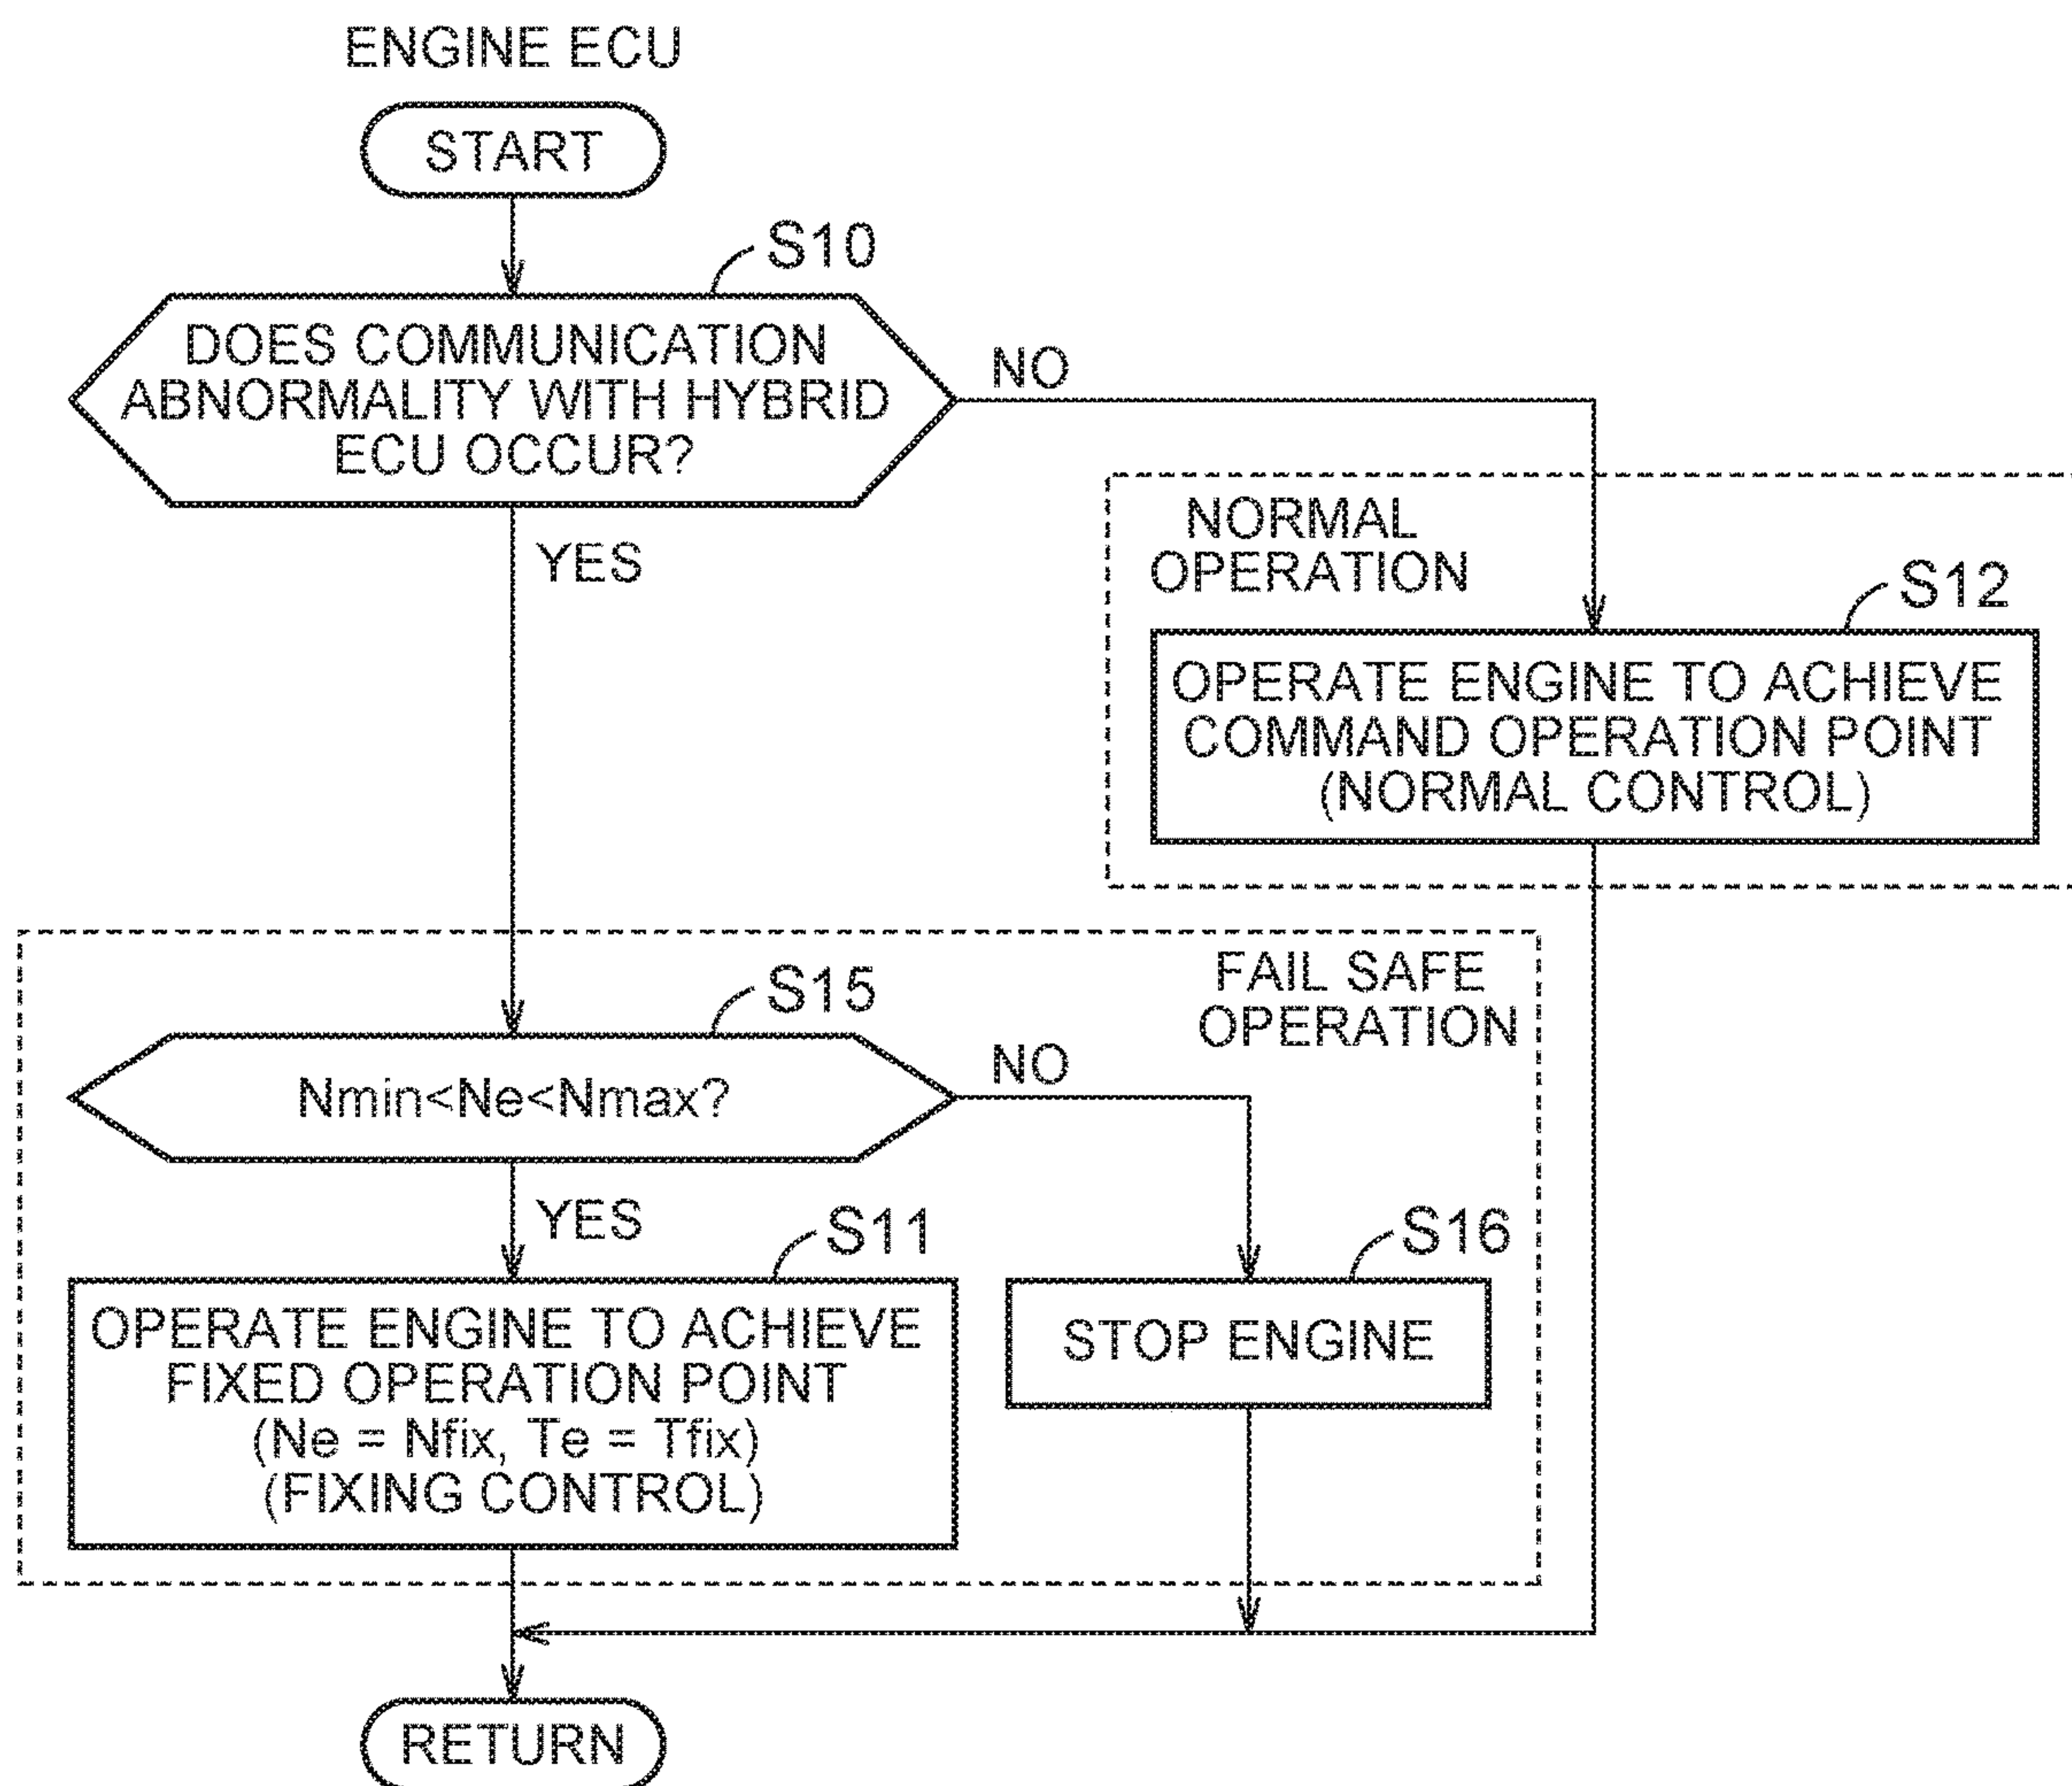 ENGINE ECU
START
S10
DOES COMMUNICATION
ABNORMALITY WITH HYBRID
ECU OCCUR?
NO
YES
NORMAL
OPERATION
S12
OPERATE ENGINE TO ACHIEVE
COMMAND OPERATION POINT
(NORMAL CONTROL)
FAIL SAFE
OPERATION
S15
Nmin<Ne<Nmax?
NO
YES
S11
OPERATE ENGINE TO ACHIEVE
FIXED OPERATION POINT
(Ne = Nfix, Te = Tfix)
(FIXING CONTROL)
S16
STOP ENGINE
RETURN